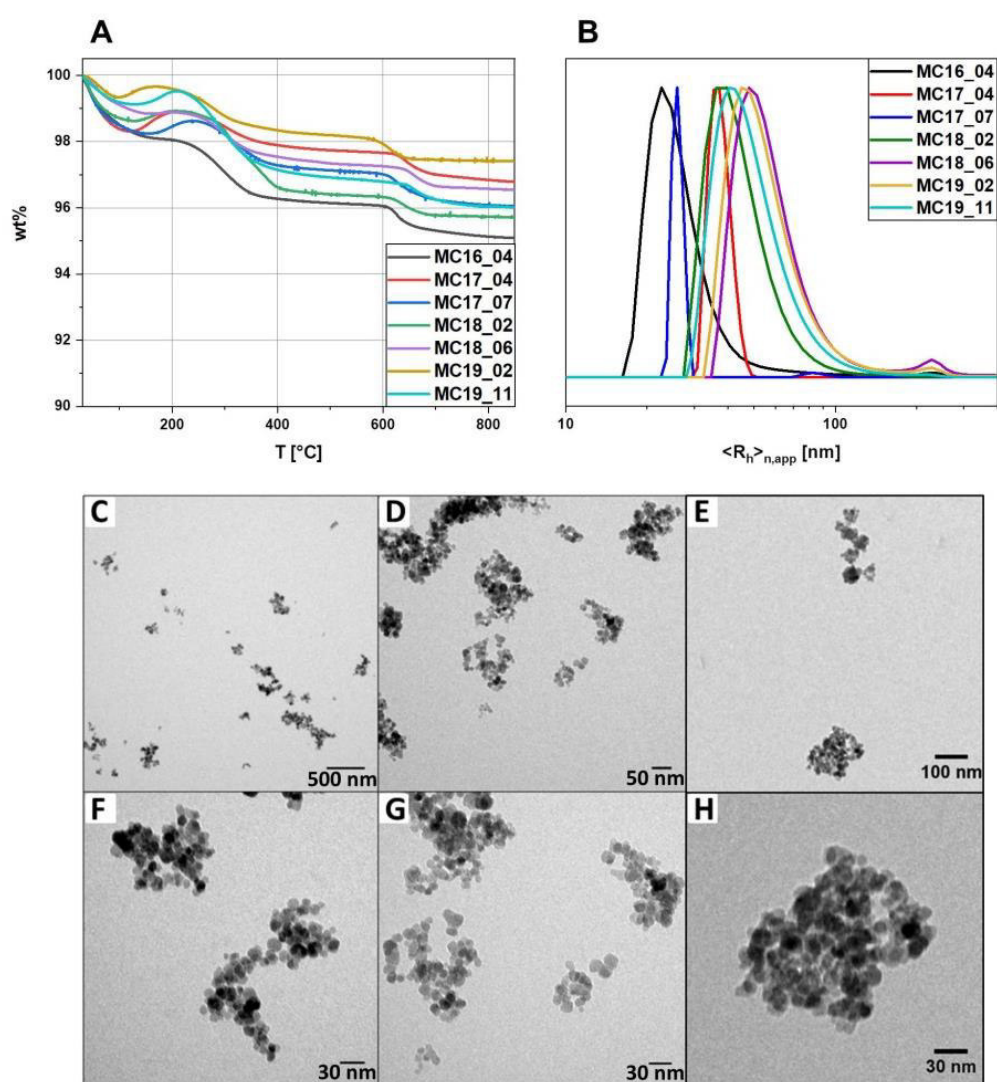 A
100
98
96
94
92
90
wt%
200
400
600
800
T [°C]
MC16_04
MC17_04
MC17_07
MC18_02
MC18_06
MC19_02
MC19_11
B
MC16_04
MC17_04
MC17_07
MC18_02
MC18_06
MC19_02
MC19_11
10
100
<Rh>n,app [nm]
C
500 nm
D
50 nm
E
100 nm
F
30 nm
G
30 nm
H
30 nm